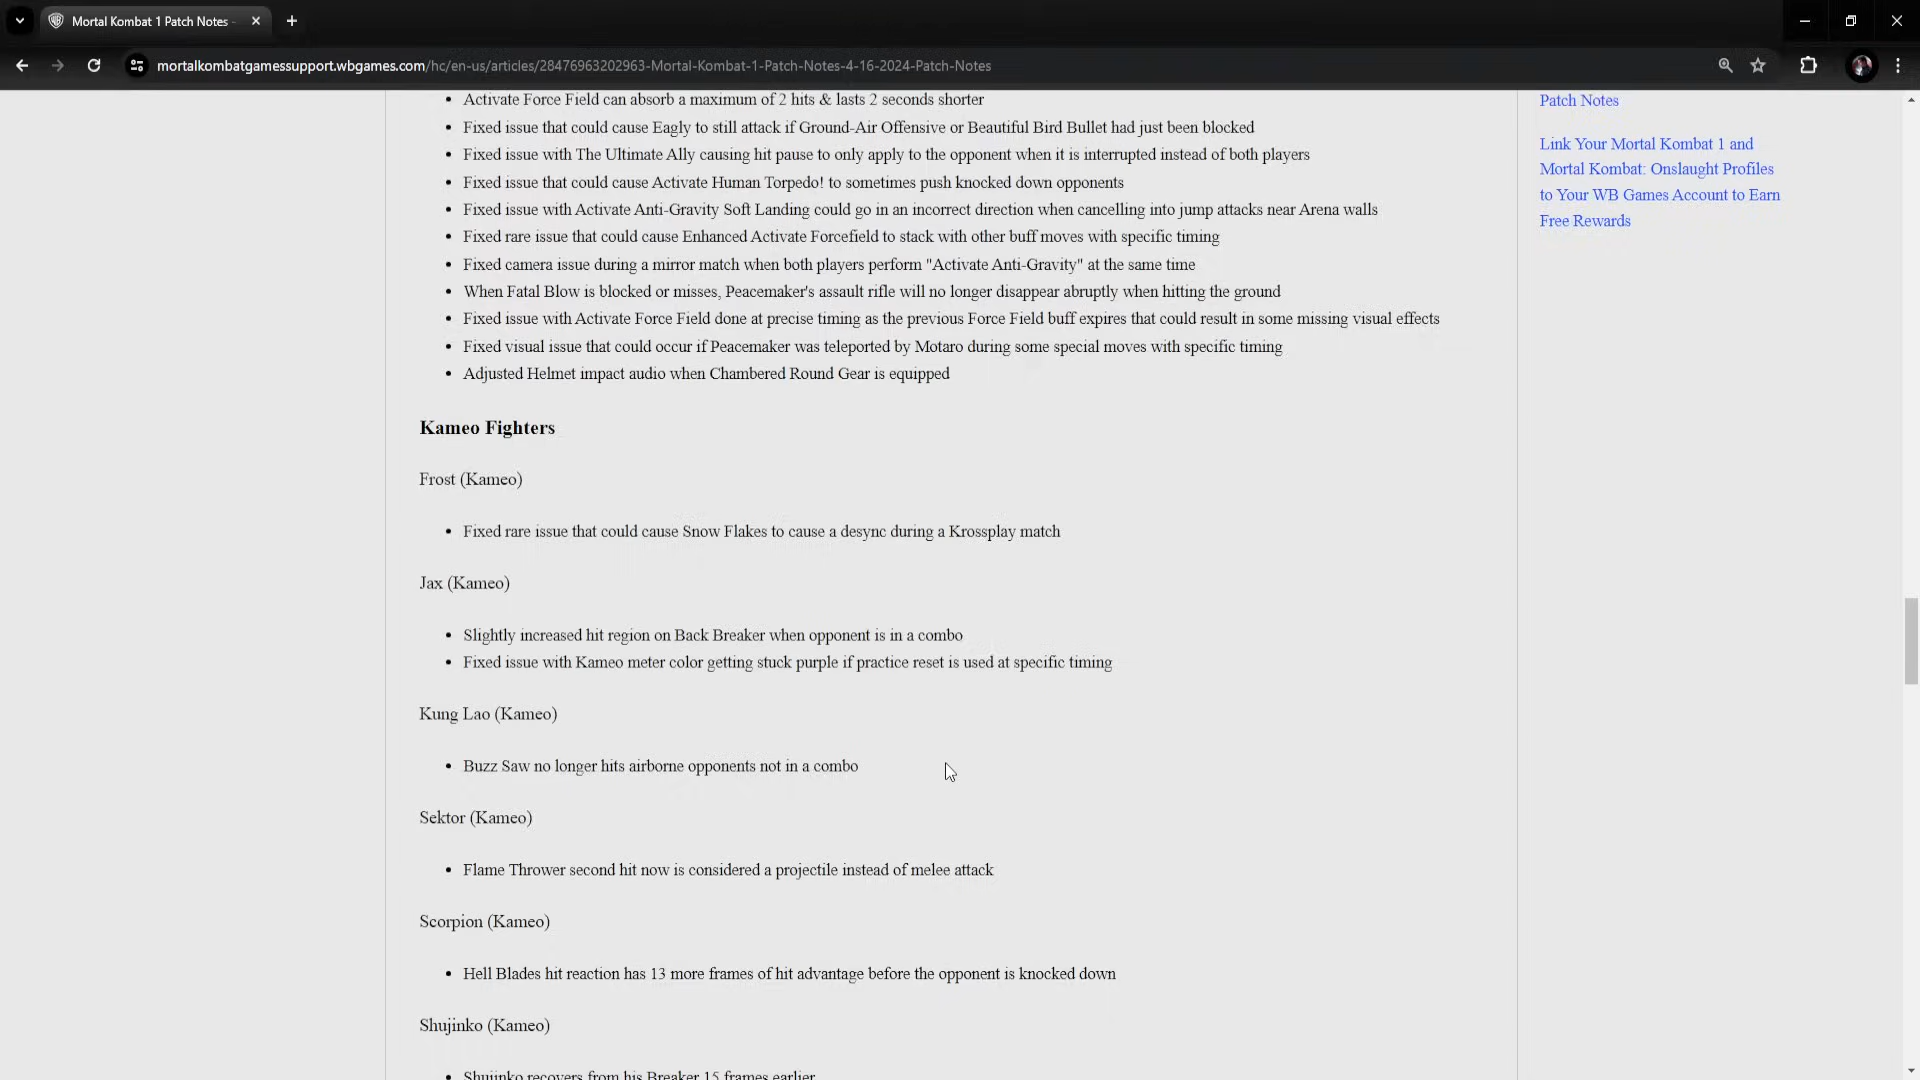 Mortal Kombat 1 Patch Notes -
mortalkombatgamessupport.wbgames.com/hc/en-us/articles/28476963202963-Mortal-Kombat-1-Patch-Notes-4-16-2024-Patch-Notes
• Activate Force Field can absorb a maximum of 2 hits & lasts 2 seconds shorter
• Fixed issue that could cause Eagly to still attack if Ground-Air Offensive or Beautiful Bird Bullet had just been blocked
• Fixed issue with The Ultimate Ally causing hit pause to only apply to the opponent when it is interrupted instead of both players
• Fixed issue that could cause Activate Human Torpedo! to sometimes push knocked down opponents
• Fixed issue with Activate Anti-Gravity Soft Landing could go in an incorrect direction when cancelling into jump attacks near Arena walls
• Fixed rare issue that could cause Enhanced Activate Forcefield to stack with other buff moves with specific timing
• Fixed camera issue during a mirror match when both players perform "Activate Anti-Gravity" at the same time
• When Fatal Blow is blocked or misses, Peacemaker's assault rifle will no longer disappear abruptly when hitting the ground
• Fixed issue with Activate Force Field done at precise timing as the previous Force Field buff expires that could result in some missing visual effects
• Fixed visual issue that could occur if Peacemaker was teleported by Motaro during some special moves with specific timing
• Adjusted Helmet impact audio when Chambered Round Gear is equipped
Kameo Fighters
Frost (Kameo)
• Fixed rare issue that could cause Snow Flakes to cause a desync during a Krossplay match
Jax (Kameo)
• Slightly increased hit region on Back Breaker when opponent is in a combo
• Fixed issue with Kameo meter color getting stuck purple if practice reset is used at specific timing
Kung Lao (Kameo)
• Buzz Saw no longer hits airborne opponents not in a combo
Sektor (Kameo)
• Flame Thrower second hit now is considered a projectile instead of melee attack
Scorpion (Kameo)
• Hell Blades hit reaction has 13 more frames of hit advantage before the opponent is knocked down
Shujinko (Kameo)
• Shujinko recovers from his Breaker 15 frames earlier
Patch Notes
Link Your Mortal Kombat 1 and
Mortal Kombat: Onslaught Profiles
to Your WB Games Account to Earn
Free Rewards